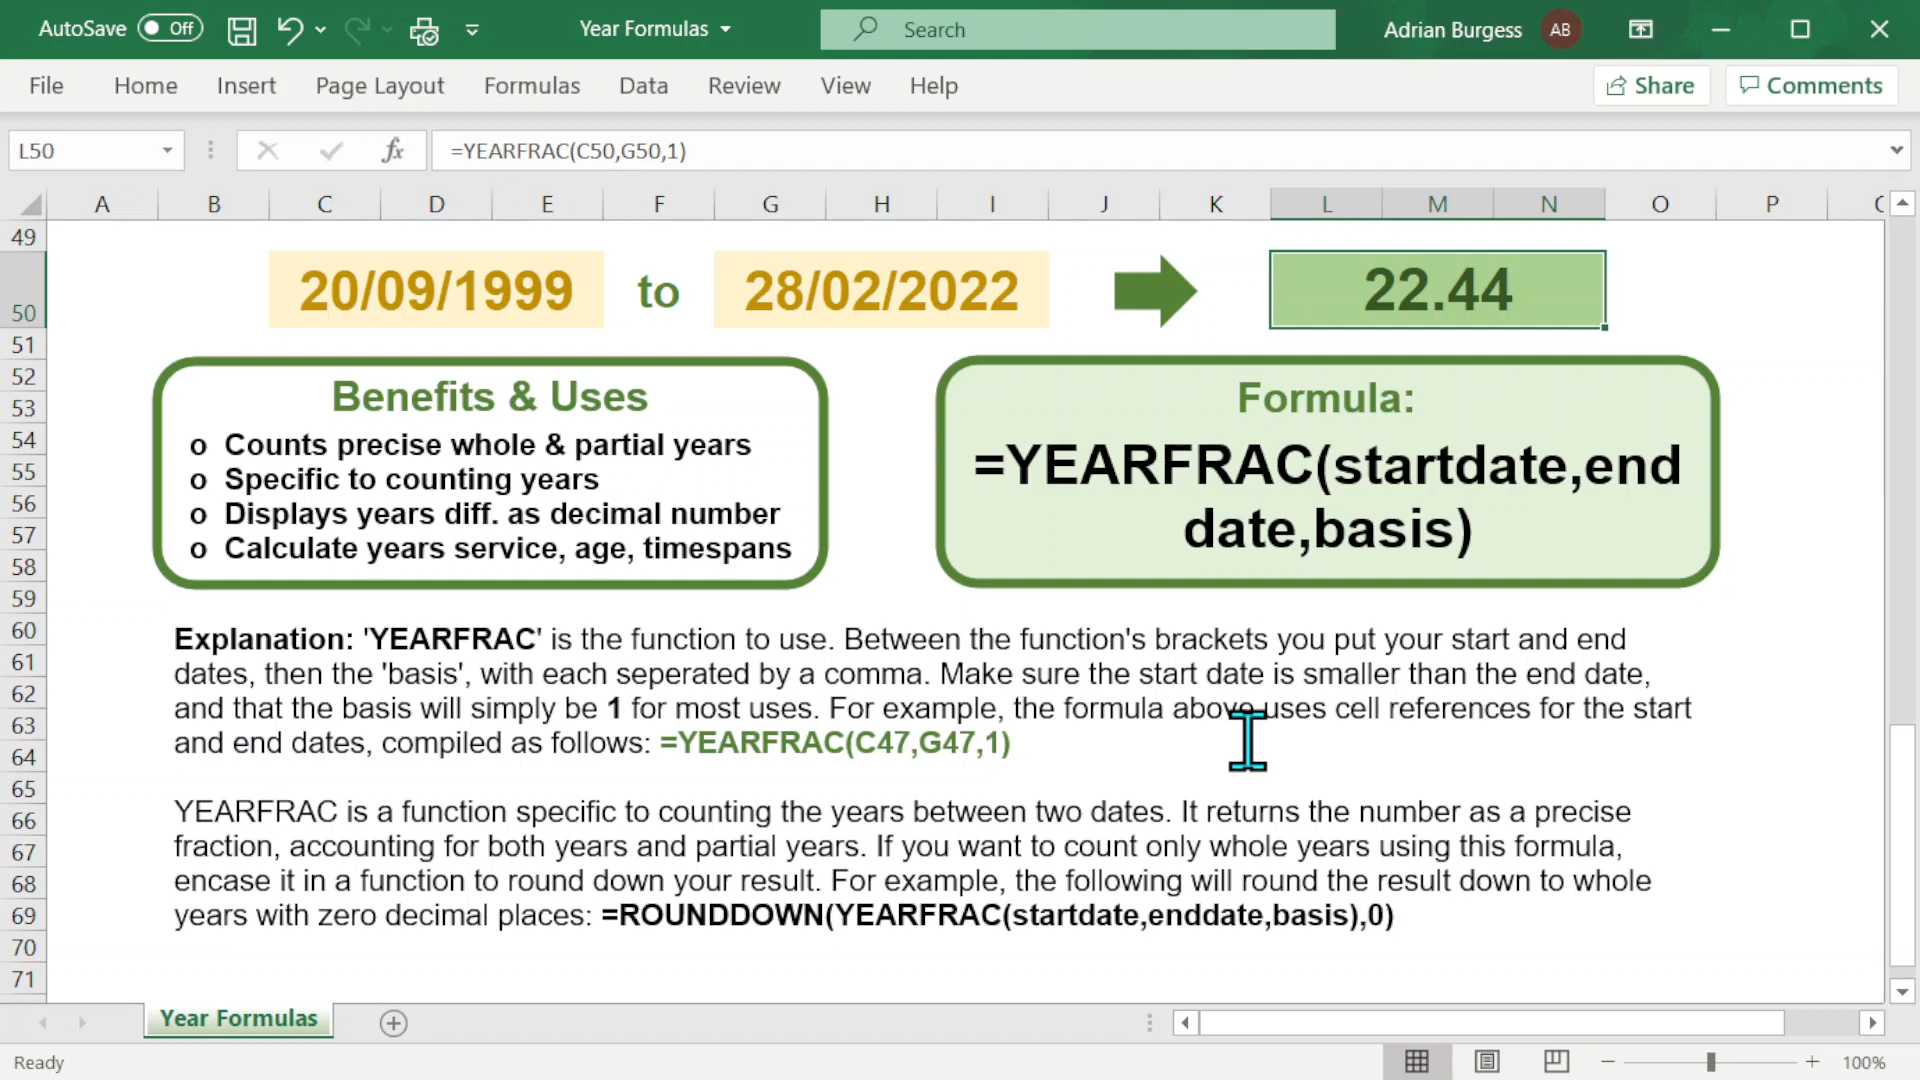 AutoSave Off
Year Formulas
Search
Adrian Burgess AB
File Home Insert Page Layout Formulas Data Review View Help
Share Comments
L50 fx =YEARFRAC(C50,G50,1)
A B C D E F G H I J K L M N O P
49
50
51
52
53
54
55
56
57
58
59
60
61
62
63
64
65
66
67
68
69
70
71
20/09/1999 to 28/02/2022 22.44
Benefits & Uses
o Counts precise whole & partial years
o Specific to counting years
o Displays years diff. as decimal number
o Calculate years service, age, timespans
Formula:
=YEARFRAC(startdate,end
date,basis)
Explanation: 'YEARFRAC' is the function to use. Between the function's brackets you put your start and end
dates, then the 'basis', with each seperated by a comma. Make sure the start date is smaller than the end date,
and that the basis will simply be 1 for most uses. For example, the formula above uses cell references for the start
and end dates, compiled as follows: =YEARFRAC(C47,G47,1)
YEARFRAC is a function specific to counting the years between two dates. It returns the number as a precise
fraction, accounting for both years and partial years. If you want to count only whole years using this formula,
encase it in a function to round down your result. For example, the following will round the result down to whole
years with zero decimal places: =ROUNDDOWN(YEARFRAC(startdate,enddate,basis),0)
Year Formulas
Ready
100%